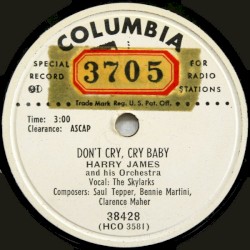 COLUMBIA
SPECIAL RECORD
3705
FOR RADIO STATIONS
Trade Mark Reg. U. S. Pat. Off.
Time: 3:00
Clearance: ASCAP
DON'T CRY, CRY BABY
HARRY JAMES
and his Orchestra
Vocal: The Skylarks
Composers: Saul Tepper, Bennie Martini,
Clarence Maher
38428
(HCO 3581)